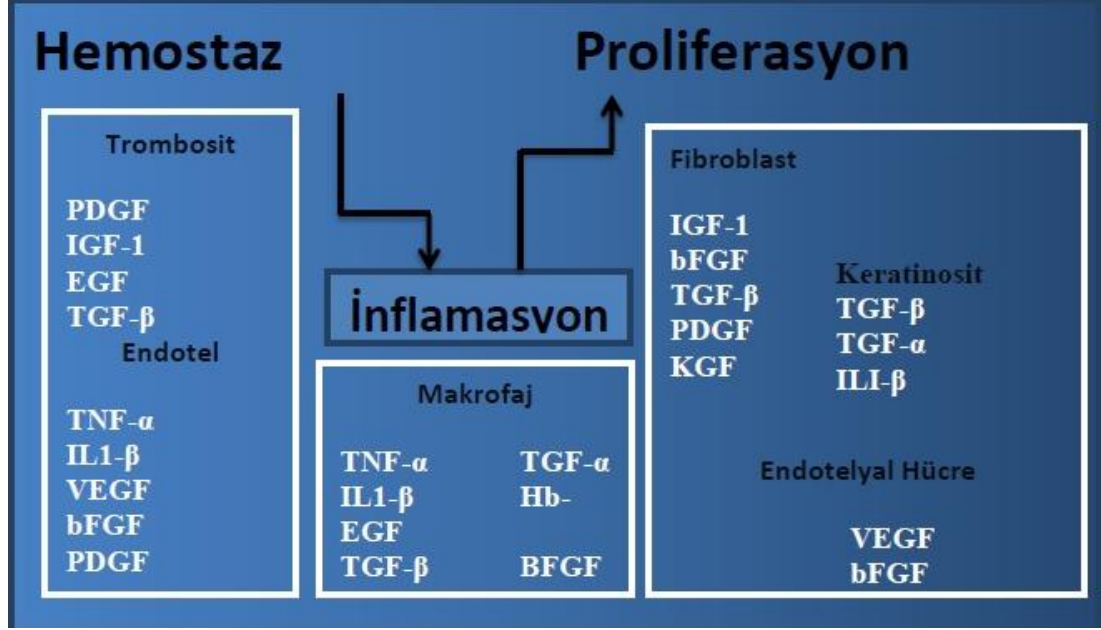 Hemostaz
Proliferasyon
Trombosit
PDGF
IGF-1
EGF
TGF-β
Endotel
TNF-α
IL1-β
VEGF
bFGF
PDGF
İnflamasvon
Makrofaj
TNF-α TGF-α
IL1-β Hb-
EGF
TGF-β BFGF
Fibroblast
IGF-1
bFGF
TGF-β
PDGF
KGF
Keratinosit
TGF-β
TGF-α
ILI-β
Endotelyal Hücre
VEGF
bFGF